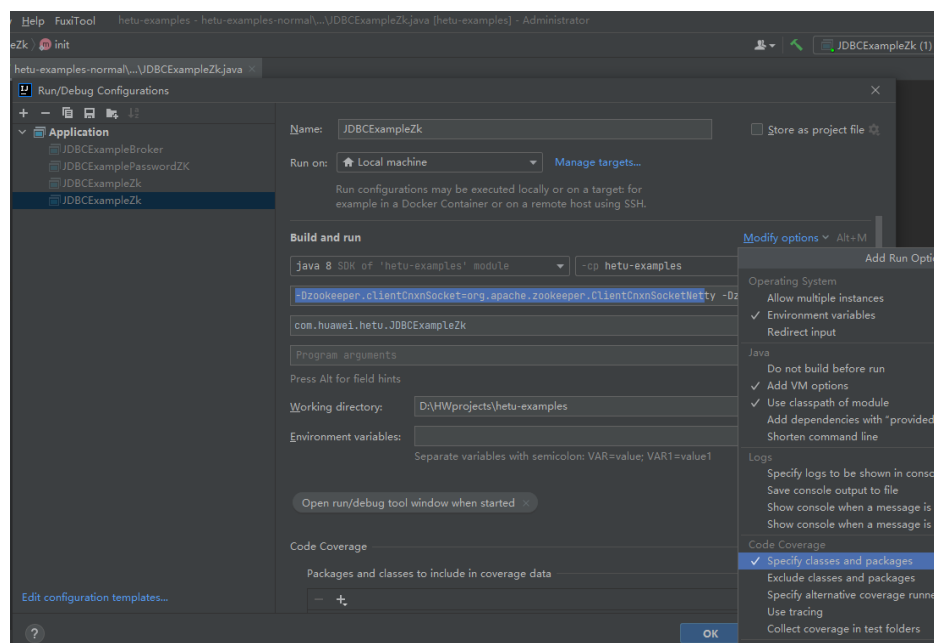 Help FuxiTool hetu-examples - hetu-examples-normal\...\JDBCExampleZk.java [hetu-examples] - Administrator
eZk init
JDBCExampleZk (1)
hetu-examples-normal\...\JDBCExampleZk.java
Run/Debug Configurations
Application
JDBCExampleBroker
JDBCExamplePasswordZK
JDBCExampleZk
JDBCExampleZk
Edit configuration templates...
Name: JDBCExampleZk
Store as project file
Run on: Local machine
Manage targets...
Run configurations may be executed locally or on a target: for
example in a Docker Container or on a remote host using SSH.
Build and run
Modify options Alt+M
java 8 SDK of 'hetu-examples' module
-cp hetu-examples
-Dzookeeper.clientCnxnSocket=org.apache.zookeeper.ClientCnxnSocketNetty -Dz
com.huawei.hetu.JDBCExampleZk
Program arguments
Press Alt for field hints
Working directory: D:\HWprojects\hetu-examples
Environment variables:
Separate variables with semicolon: VAR=value; VAR1=value1
Open run/debug tool window when started
Code Coverage
Packages and classes to include in coverage data
OK
Add Run Opti
Operating System
Allow multiple instances
Environment variables
Redirect input
Java
Do not build before run
Add VM options
Use classpath of module
Add dependencies with "provided
Shorten command line
Logs
Specify logs to be shown in conso
Save console output to file
Show console when a message is
Show console when a message is
Code Coverage
Specify classes and packages
Exclude classes and packages
Specify alternative coverage runne
Use tracing
Collect coverage in test folders